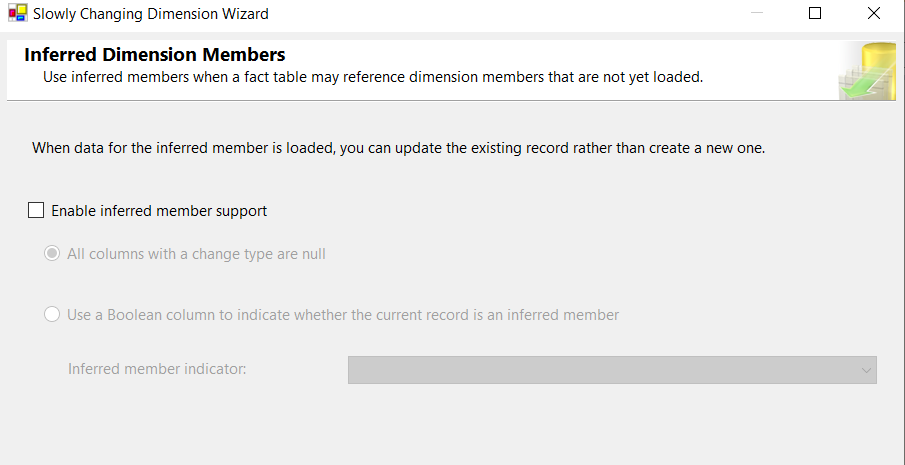 Slowly Changing Dimension Wizard
Inferred Dimension Members
Use inferred members when a fact table may reference dimension members that are not yet loaded.
When data for the inferred member is loaded, you can update the existing record rather than create a new one.
Enable inferred member support
All columns with a change type are null
Use a Boolean column to indicate whether the current record is an inferred member
Inferred member indicator: